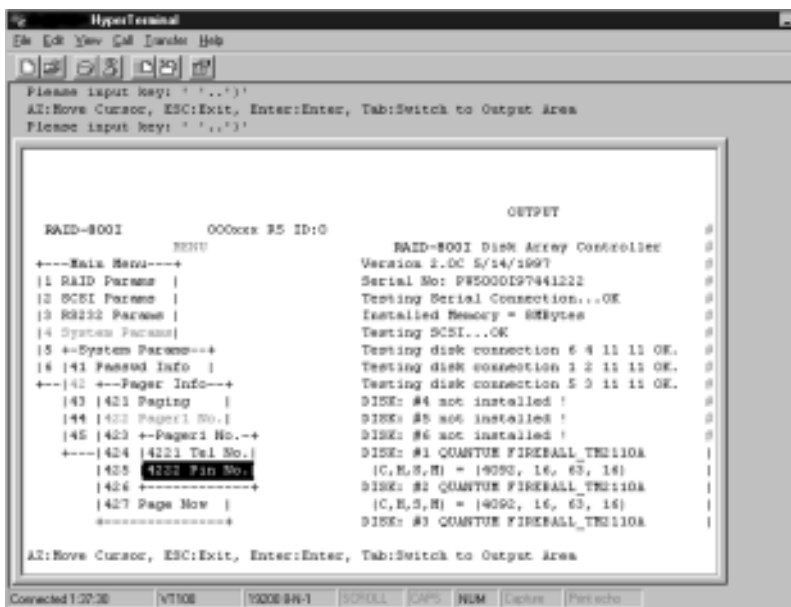 HyperTerminal
File Edit View Call Transfer Help
Please input key: ' '..')'
AZ:Move Cursor, ESC:Exit, Enter:Enter, Tab:Switch to Output Area
Please input key: ' '..')'
OUTPUT
RAID-800I 000xxx R5 ID:0
MENU RAID-800I Disk Array Controller
+---Main Menu---+ Version 2.0C 5/14/1997
|1 RAID Params | Serial No: PW5000I97441222
|2 SCSI Params | Testing Serial Connection...OK
|3 RS232 Params | Installed Memory = 8MBytes
|4 System Params| Testing SCSI...OK
|5 +-System Params--+ Testing disk connection 6 4 11 11 OK.
|6 |41 Passwd Info | Testing disk connection 1 2 11 11 OK.
+--|42 +--Pager Info--+ Testing disk connection 5 3 11 11 OK.
|43 |421 Paging | DISK: #4 not installed !
|44 |422 Pager1 No.| DISK: #5 not installed !
|45 |423 +-Pager1 No.-+ DISK: #6 not installed !
+---|424 |4221 Tel No.| DISK: #1 QUANTUM FIREBALL_TM2110A
|425 |4222 Pin No.| (C,H,S,M) = (4092, 16, 63, 16)
|426 +------------+ DISK: #2 QUANTUM FIREBALL_TM2110A
|427 Page Now | (C,H,S,M) = (4092, 16, 63, 16)
+--------------+ DISK: #3 QUANTUM FIREBALL_TM2110A
AZ:Move Cursor, ESC:Exit, Enter:Enter, Tab:Switch to Output Area
Connected 1:37:30 VT100 19200 8-N-1 SCROLL CAPS NUM Capture Print echo